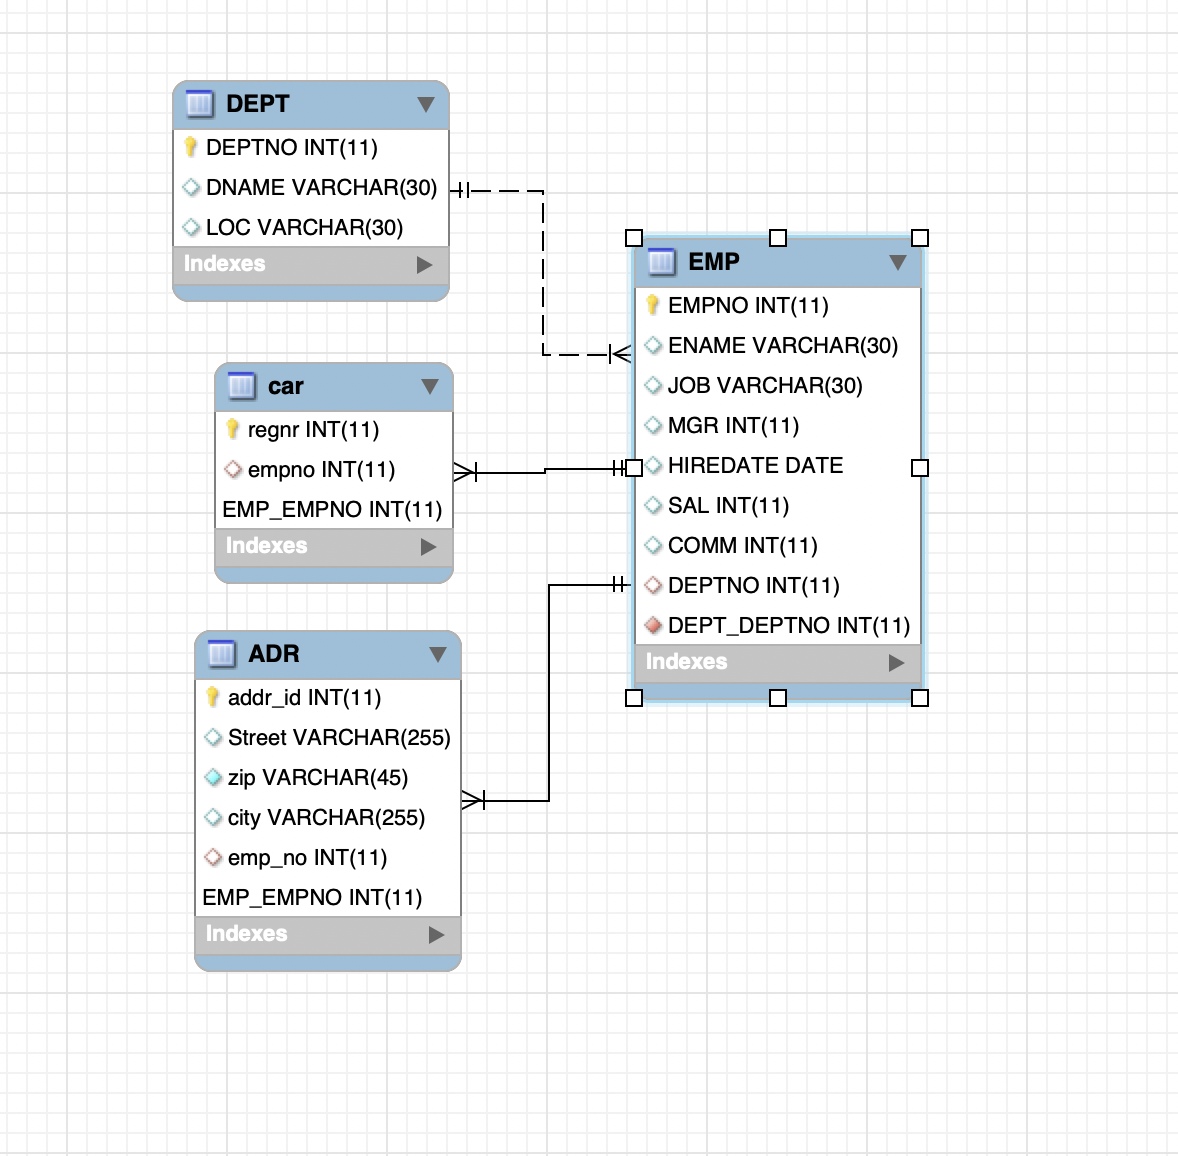 DEPT
DEPTNO INT(11)
DNAME VARCHAR(30)
LOC VARCHAR(30)
Indexes
EMP
EMPNO INT(11)
ENAME VARCHAR(30)
JOB VARCHAR(30)
MGR INT(11)
HIREDATE DATE
SAL INT(11)
COMM INT(11)
DEPTNO INT(11)
DEPT_DEPTNO INT(11)
Indexes
car
regnr INT(11)
empno INT(11)
EMP_EMPNO INT(11)
Indexes
ADR
addr_id INT(11)
Street VARCHAR(255)
zip VARCHAR(45)
city VARCHAR(255)
emp_no INT(11)
EMP_EMPNO INT(11)
Indexes